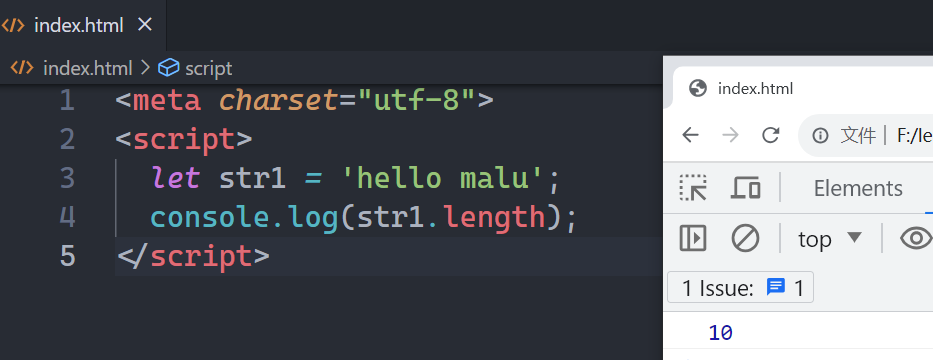 index.html
index.html > script
1 <meta charset="utf-8">
2 <script>
3 let str1 = 'hello malu';
4 console.log(str1.length);
5 </script>
index.html
文件 | F:/le
Elements
top
1 Issue: 1
10